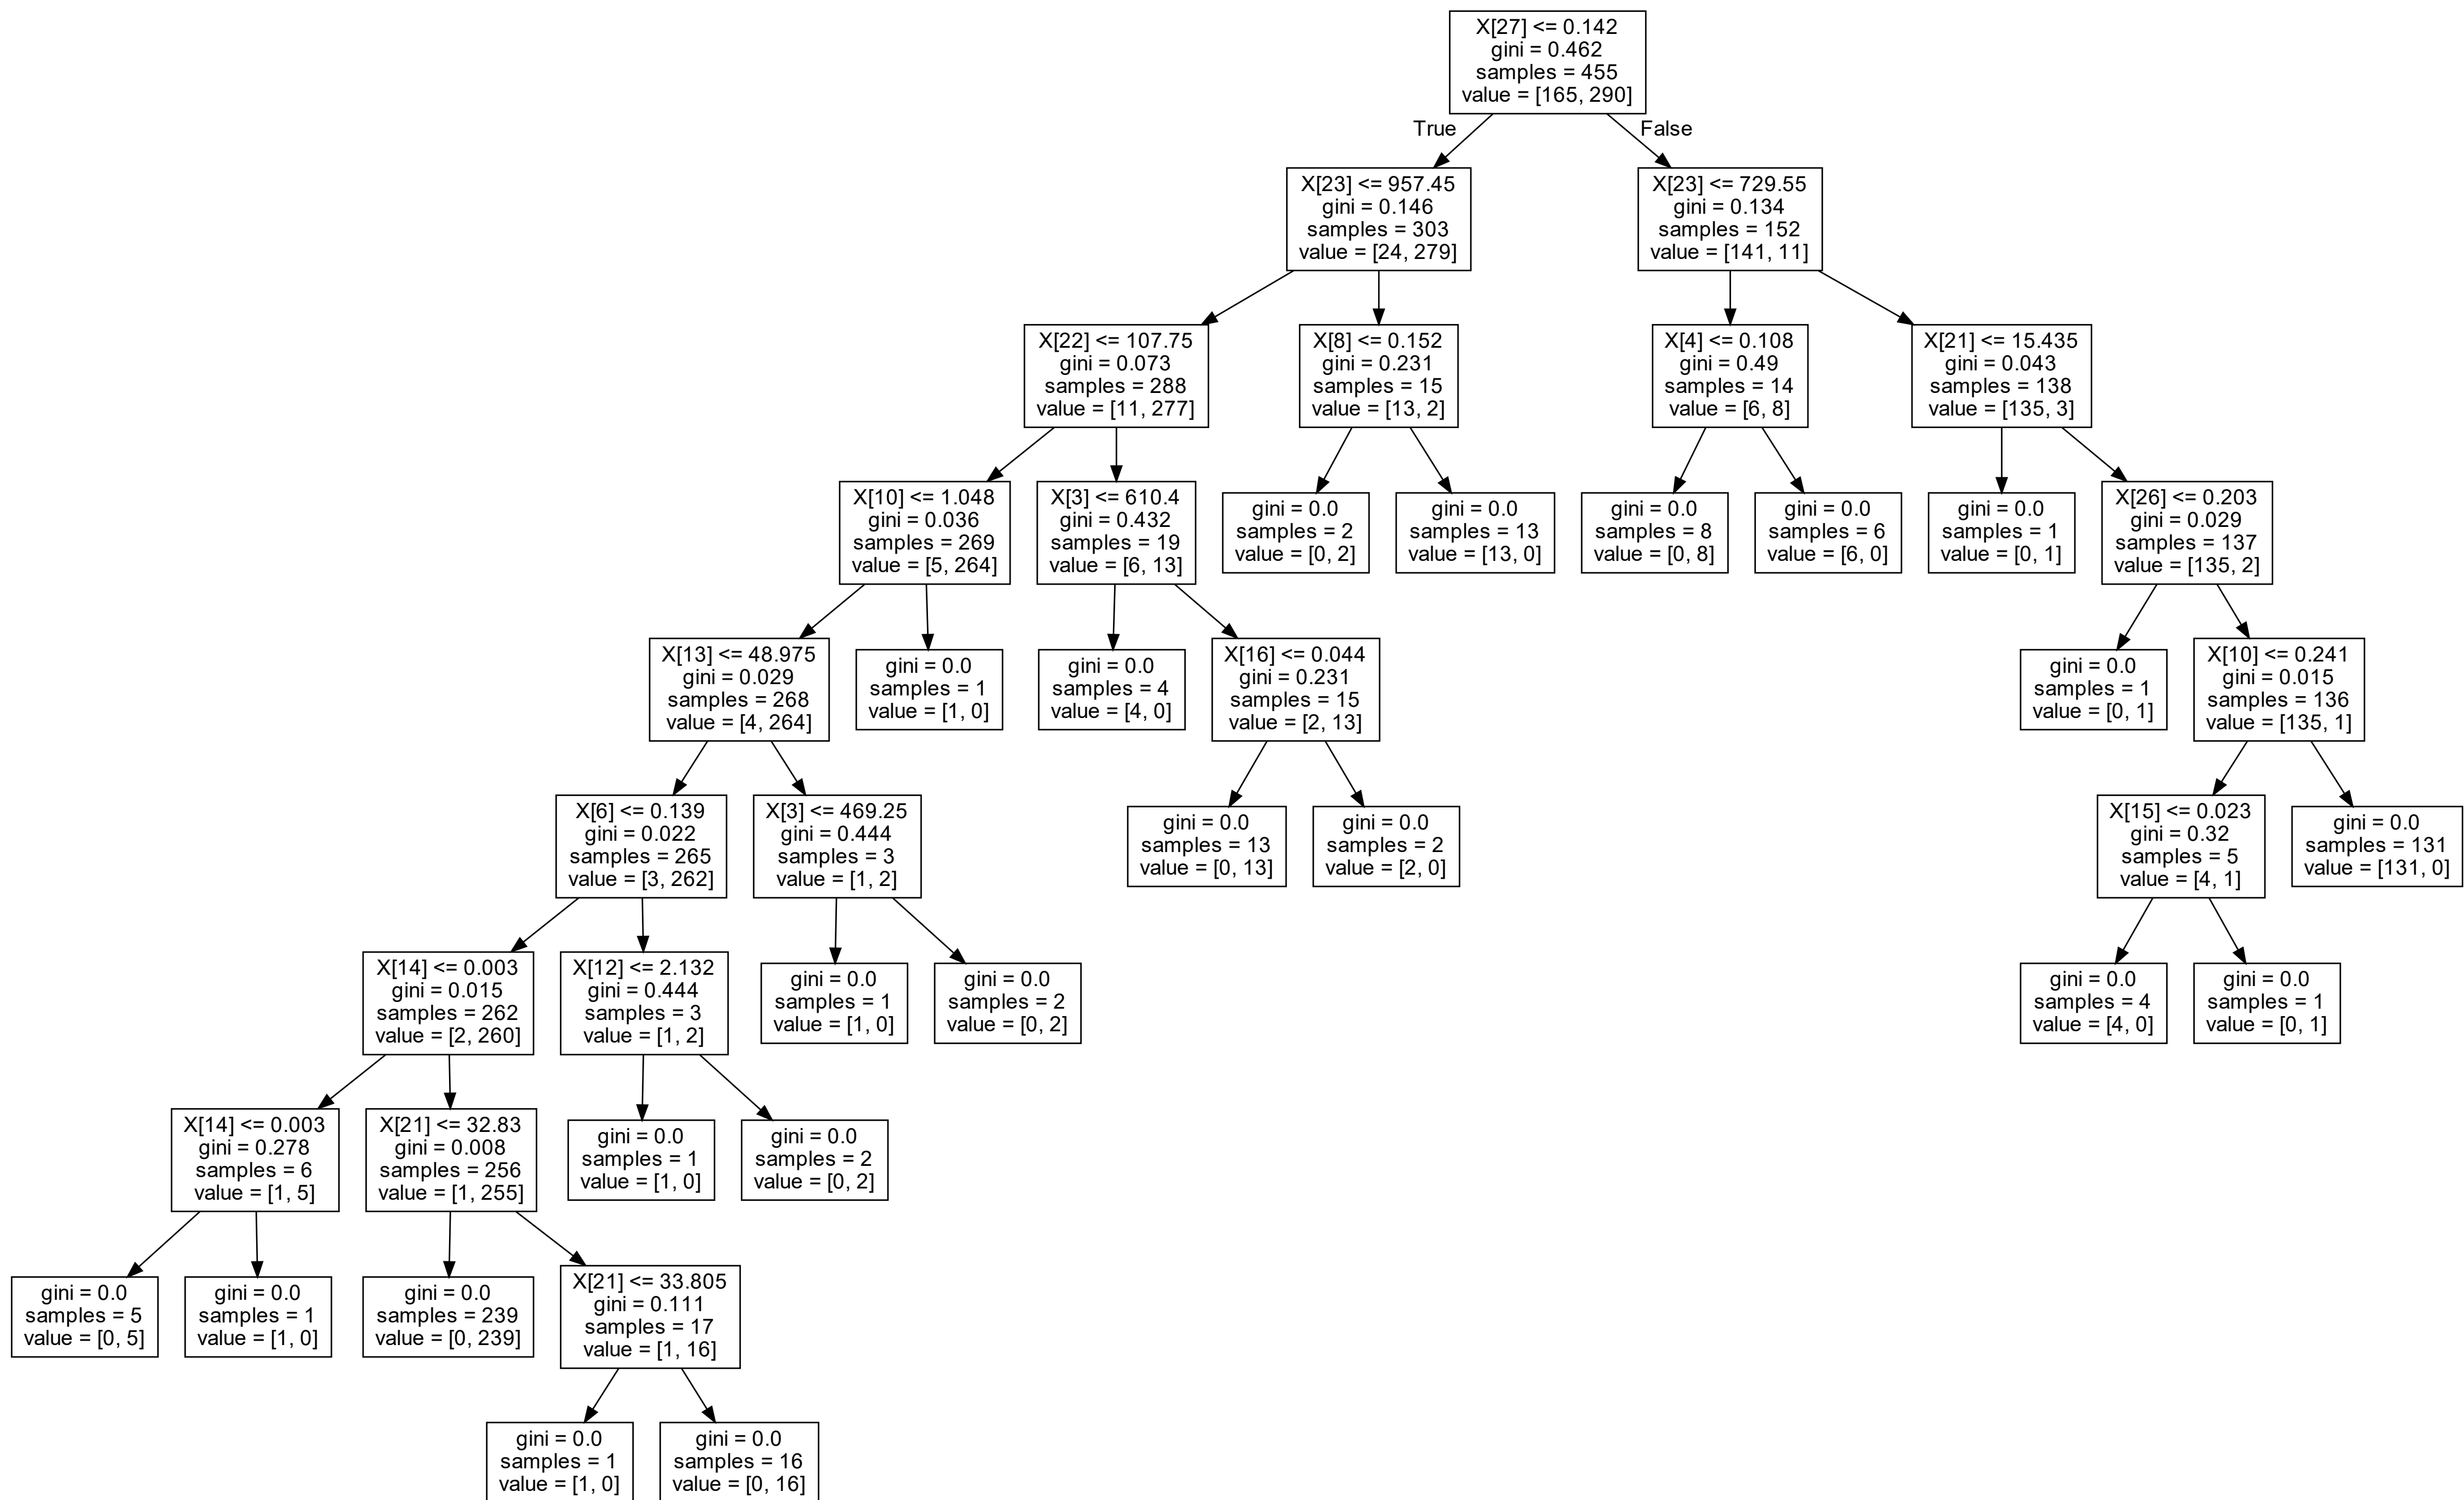 X[27] <= 0.142
gini = 0.462
samples = 455
value = [165, 290]
True
False
X[23] <= 957.45
gini = 0.146
samples = 303
value = [24, 279]
X[23] <= 729.55
gini = 0.134
samples = 152
value = [141, 11]
X[22] <= 107.75
gini = 0.073
samples = 288
value = [11, 277]
X[8] <= 0.152
gini = 0.231
samples = 15
value = [13, 2]
X[4] <= 0.108
gini = 0.49
samples = 14
value = [6, 8]
X[21] <= 15.435
gini = 0.043
samples = 138
value = [135, 3]
X[10] <= 1.048
gini = 0.036
samples = 269
value = [5, 264]
X[3] <= 610.4
gini = 0.432
samples = 19
value = [6, 13]
gini = 0.0
samples = 2
value = [0, 2]
gini = 0.0
samples = 13
value = [13, 0]
gini = 0.0
samples = 8
value = [0, 8]
gini = 0.0
samples = 6
value = [6, 0]
gini = 0.0
samples = 1
value = [0, 1]
X[26] <= 0.203
gini = 0.029
samples = 137
value = [135, 2]
X[13] <= 48.975
gini = 0.029
samples = 268
value = [4, 264]
gini = 0.0
samples = 1
value = [1, 0]
gini = 0.0
samples = 4
value = [4, 0]
X[16] <= 0.044
gini = 0.231
samples = 15
value = [2, 13]
gini = 0.0
samples = 1
value = [0, 1]
X[10] <= 0.241
gini = 0.015
samples = 136
value = [135, 1]
X[6] <= 0.139
gini = 0.022
samples = 265
value = [3, 262]
X[3] <= 469.25
gini = 0.444
samples = 3
value = [1, 2]
gini = 0.0
samples = 13
value = [0, 13]
gini = 0.0
samples = 2
value = [2, 0]
X[15] <= 0.023
gini = 0.32
samples = 5
value = [4, 1]
gini = 0.0
samples = 131
value = [131, 0]
X[14] <= 0.003
gini = 0.015
samples = 262
value = [2, 260]
X[12] <= 2.132
gini = 0.444
samples = 3
value = [1, 2]
gini = 0.0
samples = 1
value = [1, 0]
gini = 0.0
samples = 2
value = [0, 2]
gini = 0.0
samples = 4
value = [4, 0]
gini = 0.0
samples = 1
value = [0, 1]
X[14] <= 0.003
gini = 0.278
samples = 6
value = [1, 5]
X[21] <= 32.83
gini = 0.008
samples = 256
value = [1, 255]
gini = 0.0
samples = 1
value = [1, 0]
gini = 0.0
samples = 2
value = [0, 2]
gini = 0.0
samples = 5
value = [0, 5]
gini = 0.0
samples = 1
value = [1, 0]
gini = 0.0
samples = 239
value = [0, 239]
X[21] <= 33.805
gini = 0.111
samples = 17
value = [1, 16]
gini = 0.0
samples = 1
value = [1, 0]
gini = 0.0
samples = 16
value = [0, 16]